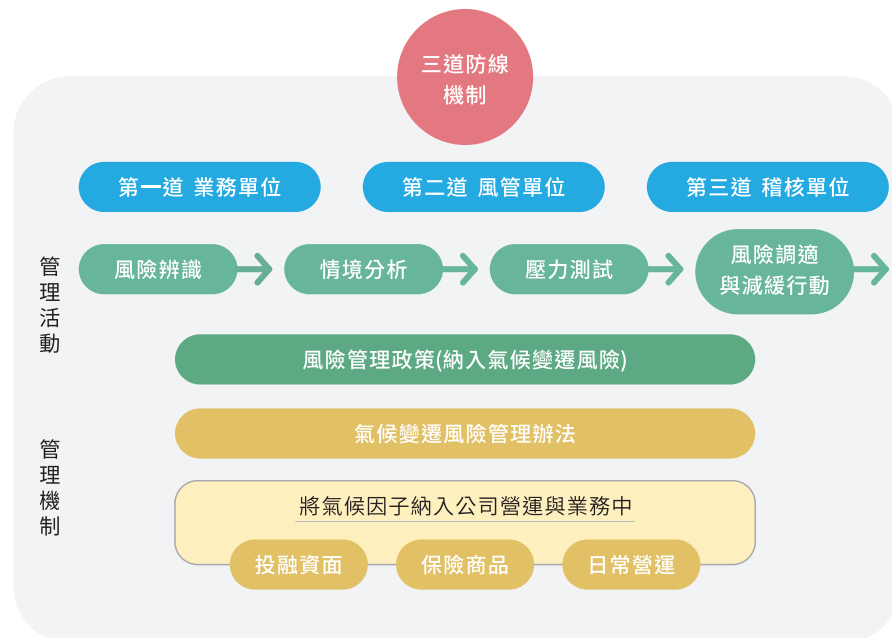 三道防線
機制
第一道 業務單位
第二道 風管單位
第三道 稽核單位
管理活動
風險辨識
情境分析
壓力測試
風險調適
與減緩行動
風險管理政策(納入氣候變遷風險)
管理機制
氣候變遷風險管理辦法
將氣候因子納入公司營運與業務中
投融資面
保險商品
日常營運